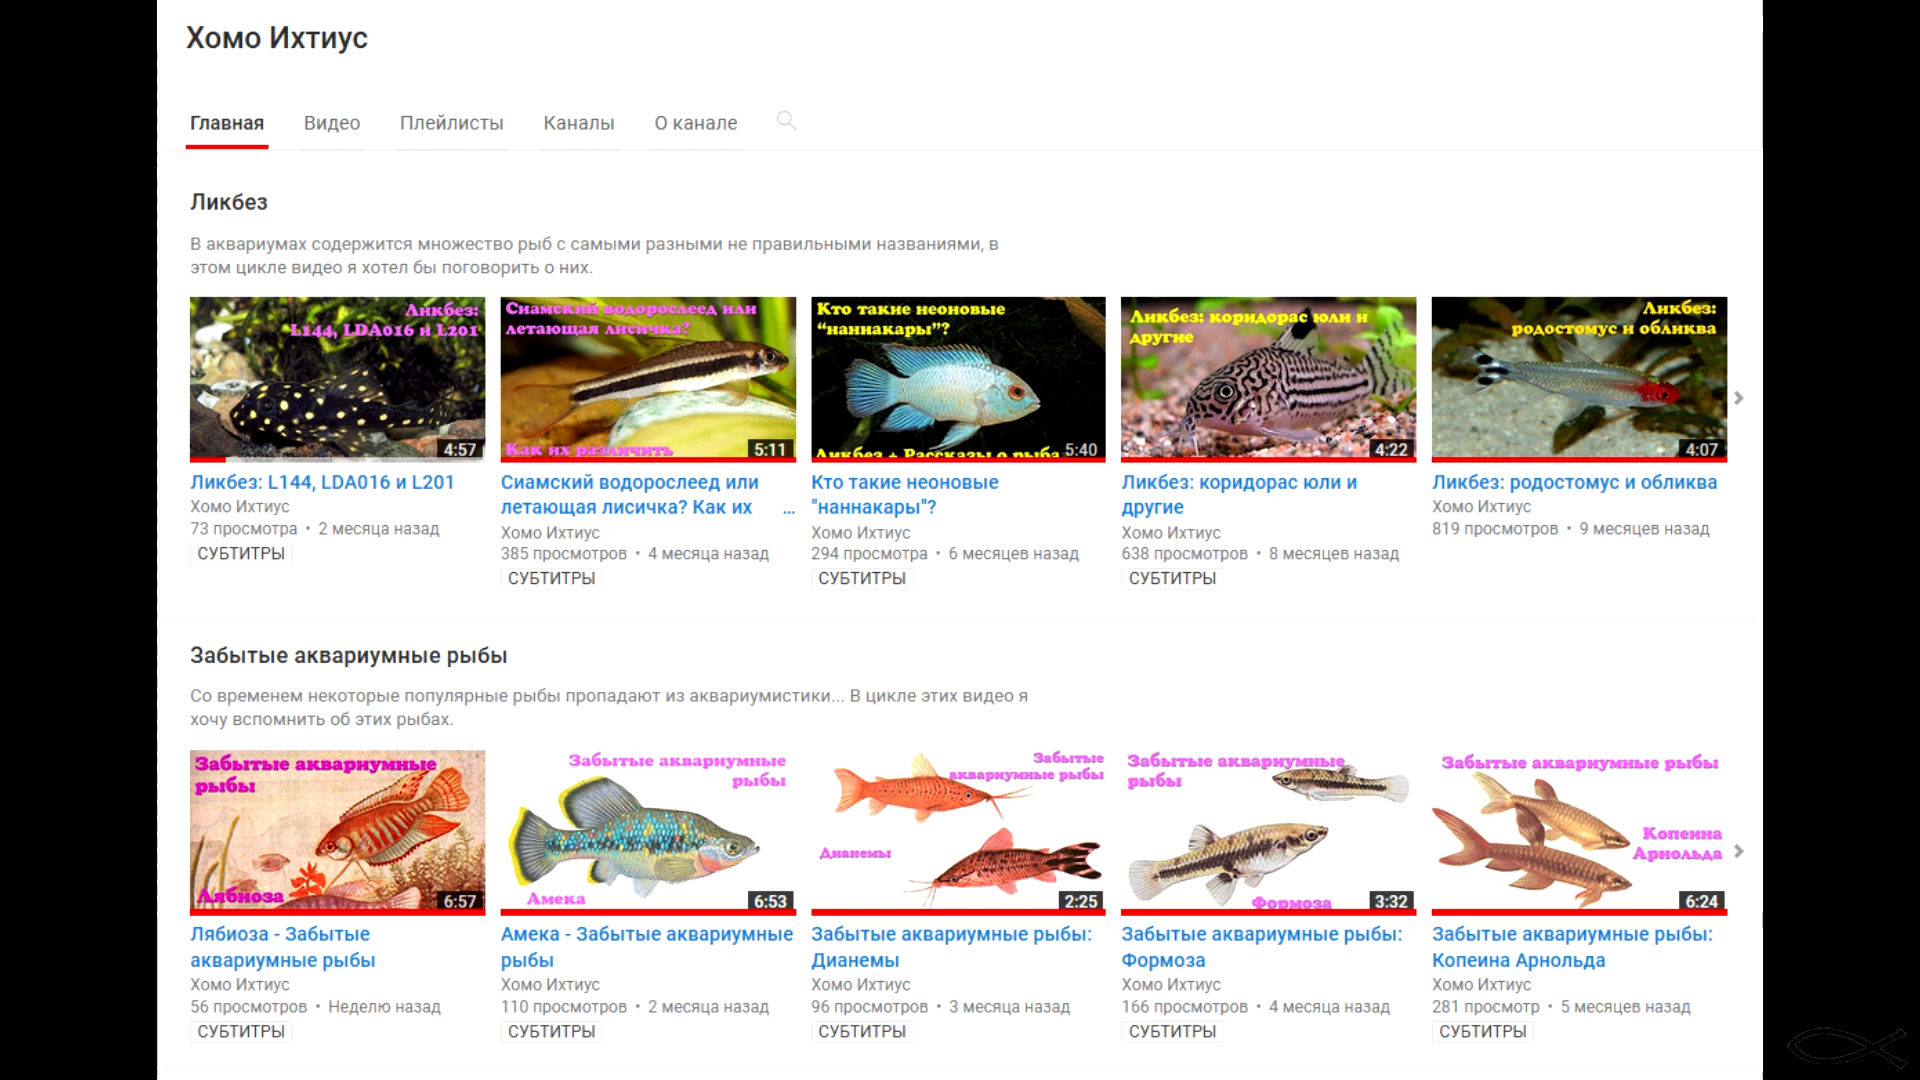 Хомо Ихтиус
Главная
Видео
Плейлисты
Каналы
О канале
Ликбез
В аквариумах содержится множество рыб с самыми разными не правильными названиями, в
этом цикле видео я хотел бы поговорить о них.
Ликбез:
L144, LDA016 и L201
4:57
Сиамский водорослеед или
летающая лисичка?
Как их различить
5:11
Кто такие неоновые
“наннакары”?
Ликбез + Рассказы о рыба
5:40
Ликбез: коридорас юли и
другие
4:22
Ликбез:
родостомус и обликва
4:07
Ликбез: L144, LDA016 и L201
Хомо Ихтиус
73 просмотра • 2 месяца назад
СУБТИТРЫ
Сиамский водорослеед или
летающая лисичка? Как их ...
Хомо Ихтиус
385 просмотров • 4 месяца назад
СУБТИТРЫ
Кто такие неоновые
"наннакары"?
Хомо Ихтиус
294 просмотра • 6 месяцев назад
СУБТИТРЫ
Ликбез: коридорас юли и
другие
Хомо Ихтиус
638 просмотров • 8 месяцев назад
СУБТИТРЫ
Ликбез: родостомус и обликва
Хомо Ихтиус
819 просмотров • 9 месяцев назад
Забытые аквариумные рыбы
Со временем некоторые популярные рыбы пропадают из аквариумистики... В цикле этих видео я
хочу вспомнить об этих рыбах.
Забытые аквариумные
рыбы
Лябиоза
6:57
Забытые аквариумные
рыбы
Амека
6:53
Забытые
аквариумные рыбы
Дианемы
2:25
Забытые аквариумные
рыбы
Формоза
3:32
Забытые аквариумные рыбы
Копеина
Арнольда
6:24
Лябиоза - Забытые
аквариумные рыбы
Хомо Ихтиус
56 просмотров • Неделю назад
СУБТИТРЫ
Амека - Забытые аквариумные
рыбы
Хомо Ихтиус
110 просмотров • 2 месяца назад
СУБТИТРЫ
Забытые аквариумные рыбы:
Дианемы
Хомо Ихтиус
96 просмотров • 3 месяца назад
СУБТИТРЫ
Забытые аквариумные рыбы:
Формоза
Хомо Ихтиус
166 просмотров • 4 месяца назад
СУБТИТРЫ
Забытые аквариумные рыбы:
Копеина Арнольда
Хомо Ихтиус
281 просмотр • 5 месяцев назад
СУБТИТРЫ